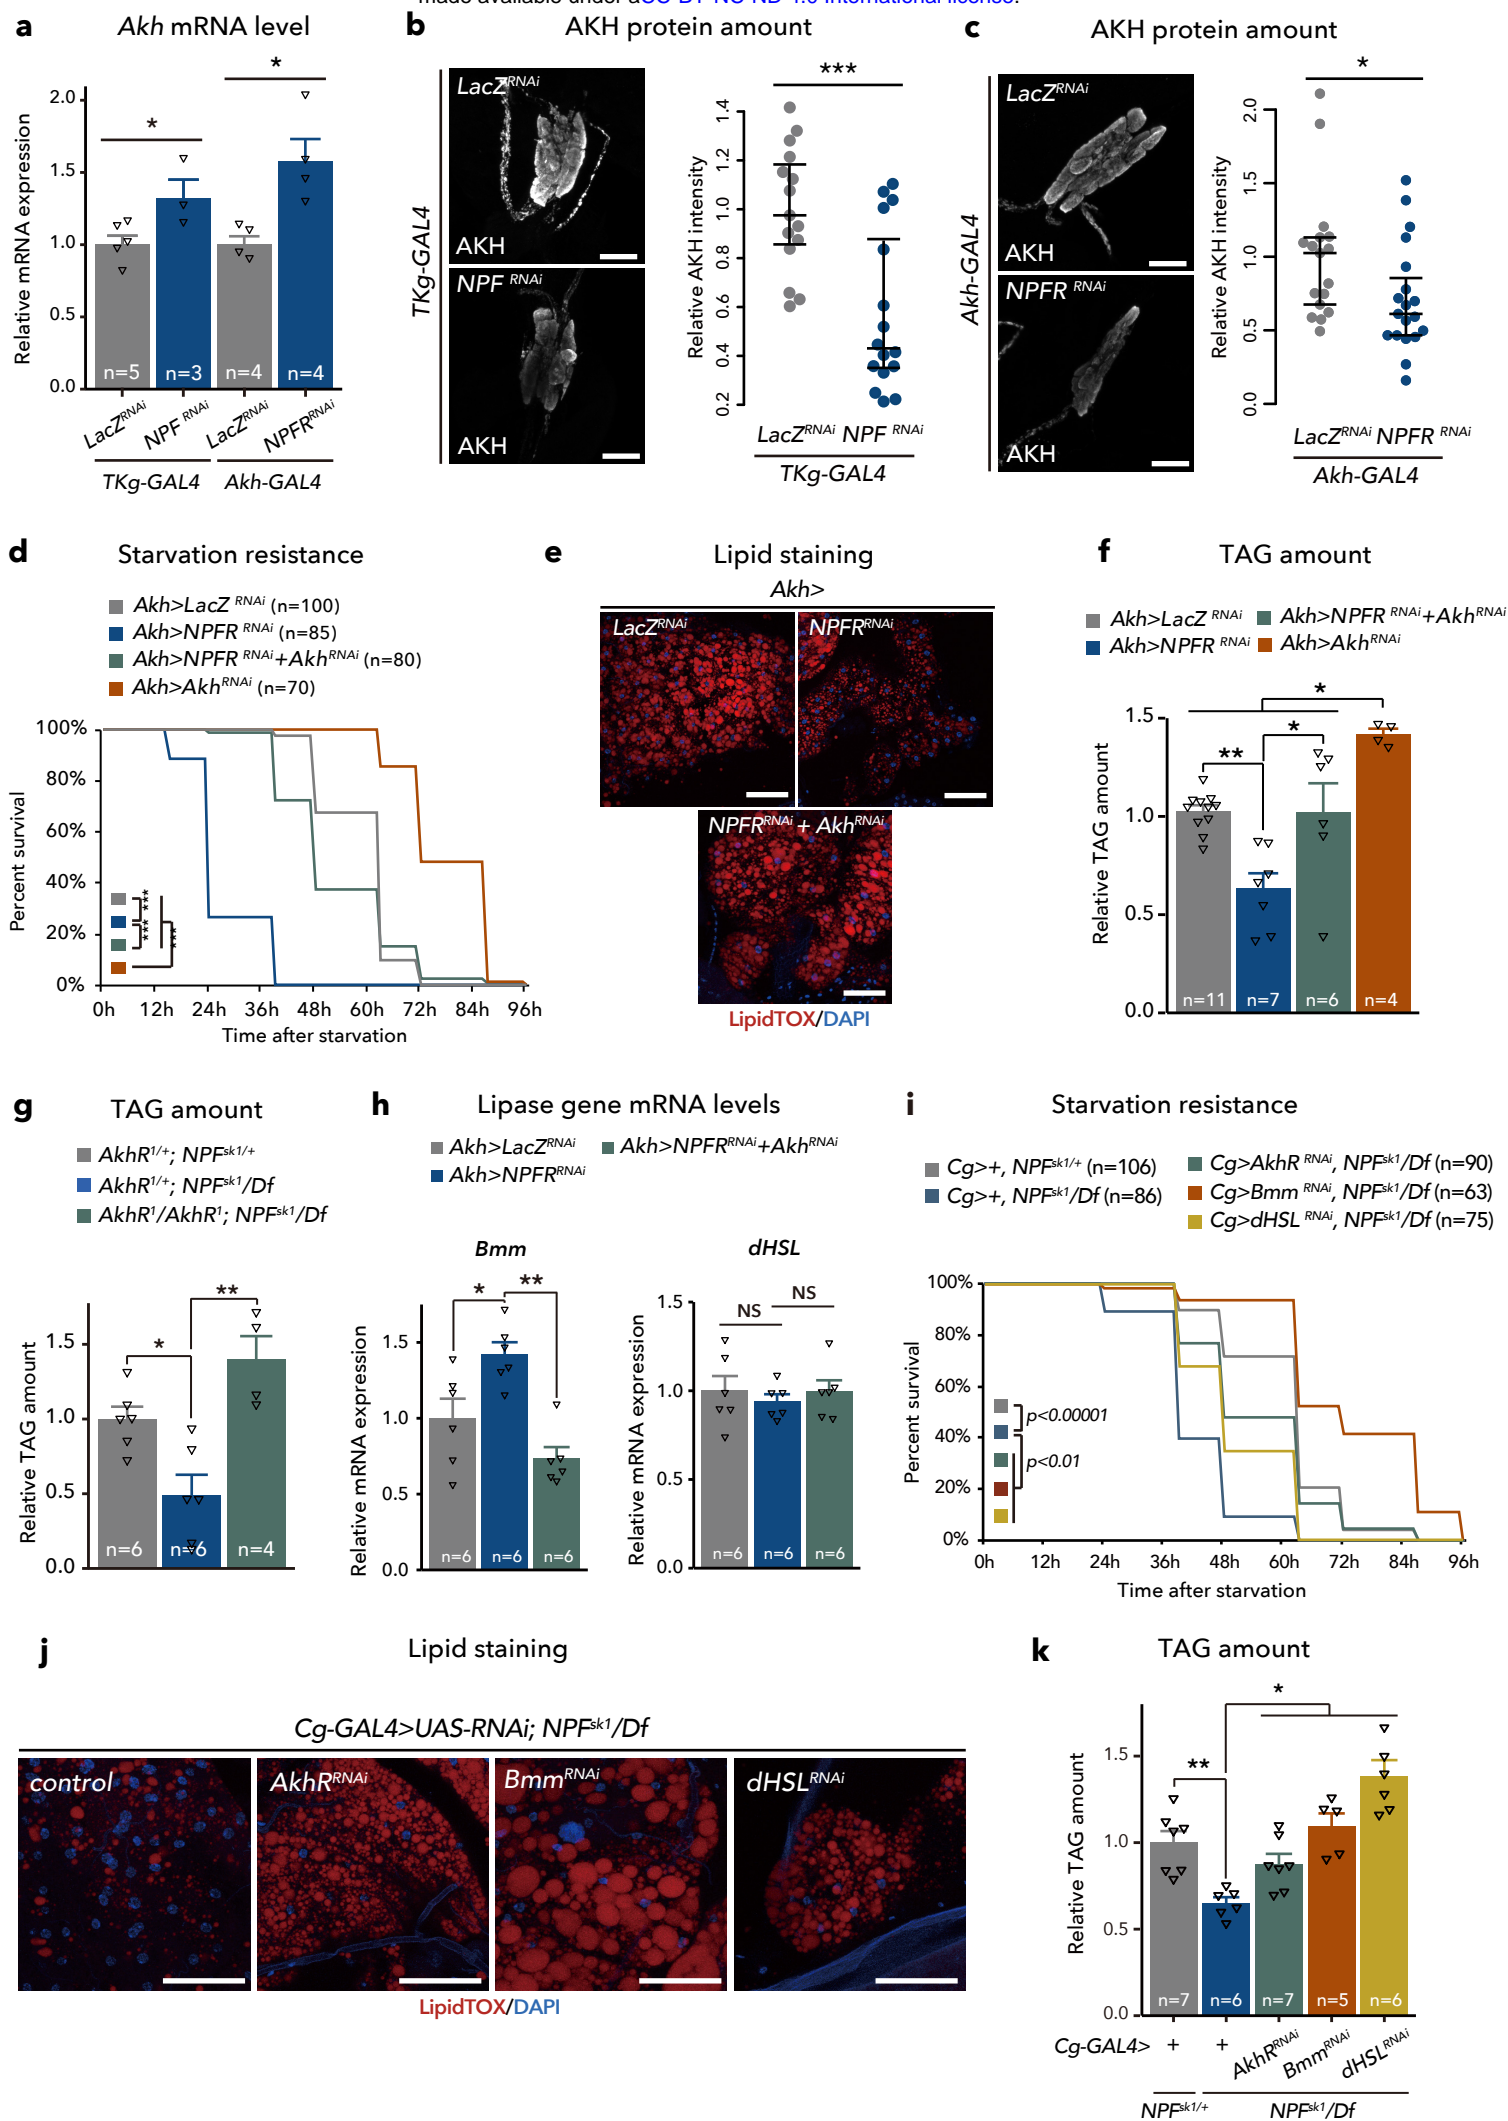 made available under aCC-BY-NC-ND 4.0 International license.
a
Akh mRNA level
Relative mRNA expression
2.0
1.5
1.0
0.5
0.0
*
*
n=5
n=3
n=4
n=4
LacZRNAi
NPF RNAi
LacZRNAi
NPFRRNAi
TKg-GAL4
Akh-GAL4
b
AKH protein amount
TKg-GAL4
LacZRNAi
AKH
NPF RNAi
AKH
Relative AKH intensity
1.4
1.2
1.0
0.8
0.6
0.4
0.2
***
LacZRNAi NPF RNAi
TKg-GAL4
c
AKH protein amount
Akh-GAL4
LacZRNAi
AKH
NPFR RNAi
AKH
Relative AKH intensity
2.0
1.5
1.0
0.5
0.0
*
LacZRNAi NPFR RNAi
Akh-GAL4
d
Starvation resistance
Akh>LacZ RNAi (n=100)
Akh>NPFR RNAi (n=85)
Akh>NPFR RNAi+AkhRNAi (n=80)
Akh>AkhRNAi (n=70)
Percent survival
100%
80%
60%
40%
20%
0%
***
***
***
0h 12h 24h 36h 48h 60h 72h 84h 96h
Time after starvation
e
Lipid staining
Akh>
LacZRNAi
NPFRRNAi
NPFRRNAi + AkhRNAi
LipidTOX/DAPI
f
TAG amount
Akh>LacZ RNAi
Akh>NPFR RNAi+AkhRNAi
Akh>NPFR RNAi
Akh>AkhRNAi
Relative TAG amount
1.5
1.0
0.5
0.0
**
*
*
n=11
n=7
n=6
n=4
g
TAG amount
AkhR1/+; NPFsk1/+
AkhR1/+; NPFsk1/Df
AkhR1/AkhR1; NPFsk1/Df
Relative TAG amount
1.5
1.0
0.5
0.0
*
**
n=6
n=6
n=4
h
Lipase gene mRNA levels
Akh>LacZRNAi
Akh>NPFRRNAi+AkhRNAi
Akh>NPFRRNAi
Bmm
Relative mRNA expression
1.5
1.0
0.5
0.0
*
**
n=6
n=6
n=6
dHSL
Relative mRNA expression
1.5
1.0
0.5
0.0
NS
NS
n=6
n=6
n=6
i
Starvation resistance
Cg>+, NPFsk1/+ (n=106)
Cg>+, NPFsk1/Df (n=86)
Cg>AkhR RNAi, NPFsk1/Df (n=90)
Cg>Bmm RNAi, NPFsk1/Df (n=63)
Cg>dHSL RNAi, NPFsk1/Df (n=75)
Percent survival
100%
80%
60%
40%
20%
0%
p<0.00001
p<0.01
0h 12h 24h 36h 48h 60h 72h 84h 96h
Time after starvation
j
Lipid staining
Cg-GAL4>UAS-RNAi; NPFsk1/Df
control
AkhRRNAi
BmmRNAi
dHSLRNAi
LipidTOX/DAPI
k
TAG amount
Relative TAG amount
1.5
1.0
0.5
0.0
**
*
n=7
n=6
n=7
n=5
n=6
Cg-GAL4> + + AkhRRNAi BmmRNAi dHSLRNAi
NPFsk1/+
NPFsk1/Df